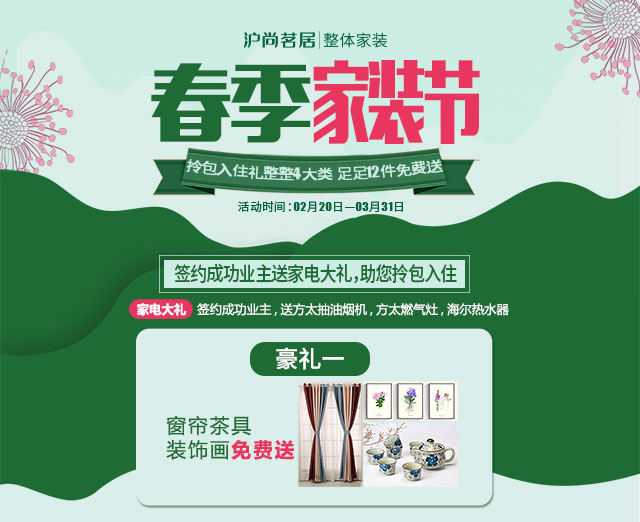 沪尚茗居|整体家装
春季家装节
拎包入住礼整整4大类 足足12件免费送
活动时间:02月20日—03月31日
签约成功业主送家电大礼,助您拎包入住
家电大礼 签约成功业主,送方太抽油烟机,方太燃气灶,海尔热水器
豪礼一
窗帘茶具
装饰画免费送